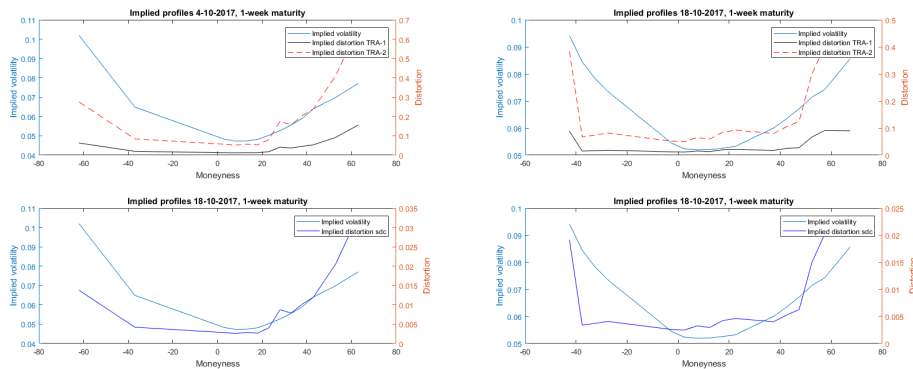 Implied profiles 4-10-2017, 1-week maturity
0.11
0.1
0.09
0.08
0.07
0.06
0.05
0.04
Implied volatility
0.7
0.6
0.5
0.4
0.3
0.2
0.1
0
Distortion
Implied volatility
Implied distortion TRA-1
Implied distortion TRA-2
-80 -60 -40 -20 0 20 40 60 80
Moneyness
Implied profiles 18-10-2017, 1-week maturity
0.1
0.09
0.08
0.07
0.06
0.05
Implied volatility
0.5
0.4
0.3
0.2
0.1
0
Distortion
Implied volatility
Implied distortion TRA-1
Implied distortion TRA-2
-60 -40 -20 0 20 40 60 80
Moneyness
Implied profiles 18-10-2017, 1-week maturity
0.11
0.1
0.09
0.08
0.07
0.06
0.05
0.04
Implied volatility
0.035
0.03
0.025
0.02
0.015
0.01
0.005
0
Distortion
Implied volatility
Implied distortion sdc
-80 -60 -40 -20 0 20 40 60 80
Moneyness
Implied profiles 18-10-2017, 1-week maturity
0.1
0.09
0.08
0.07
0.06
0.05
Implied volatility
0.025
0.02
0.015
0.01
0.005
0
Distortion
Implied volatility
Implied distortion sdc
-60 -40 -20 0 20 40 60 80
Moneyness